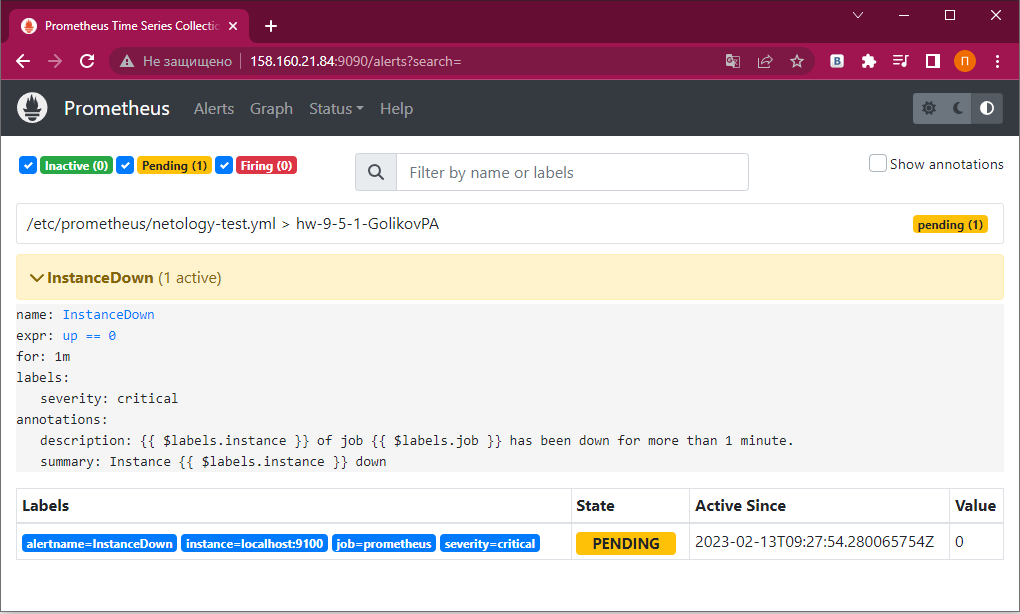 Prometheus Time Series Collectio
Не защищено 158.160.21.84:9090/alerts?search=
B
П
Prometheus Alerts Graph Status Help
Inactive (0) Pending (1) Firing (0) Filter by name or labels Show annotations
/etc/prometheus/netology-test.yml > hw-9-5-1-GolikovPA pending (1)
InstanceDown (1 active)
name: InstanceDown
expr: up == 0
for: 1m
labels:
severity: critical
annotations:
description: {{ $labels.instance }} of job {{ $labels.job }} has been down for more than 1 minute.
summary: Instance {{ $labels.instance }} down
Labels State Active Since Value
alertname=InstanceDown instance=localhost:9100 job=prometheus severity=critical PENDING 2023-02-13T09:27:54.280065754Z 0